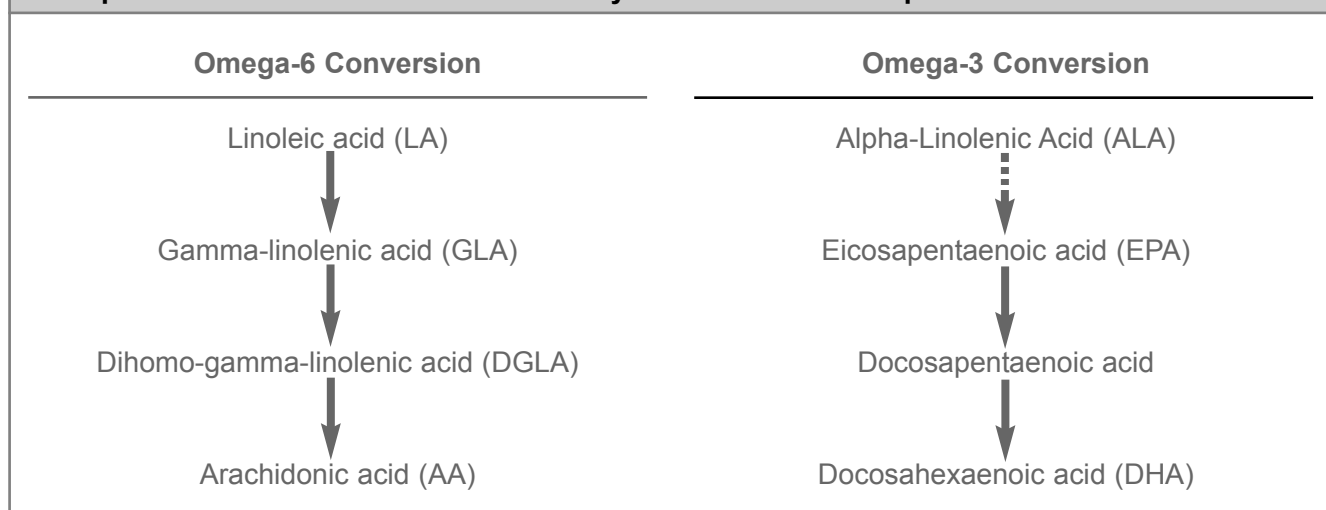 Omega-6 Conversion
Linoleic acid (LA)
Gamma-linolenic acid (GLA)
Dihomo-gamma-linolenic acid (DGLA)
Arachidonic acid (AA)
Omega-3 Conversion
Alpha-Linolenic Acid (ALA)
Eicosapentaenoic acid (EPA)
Docosapentaenoic acid
Docosahexaenoic acid (DHA)